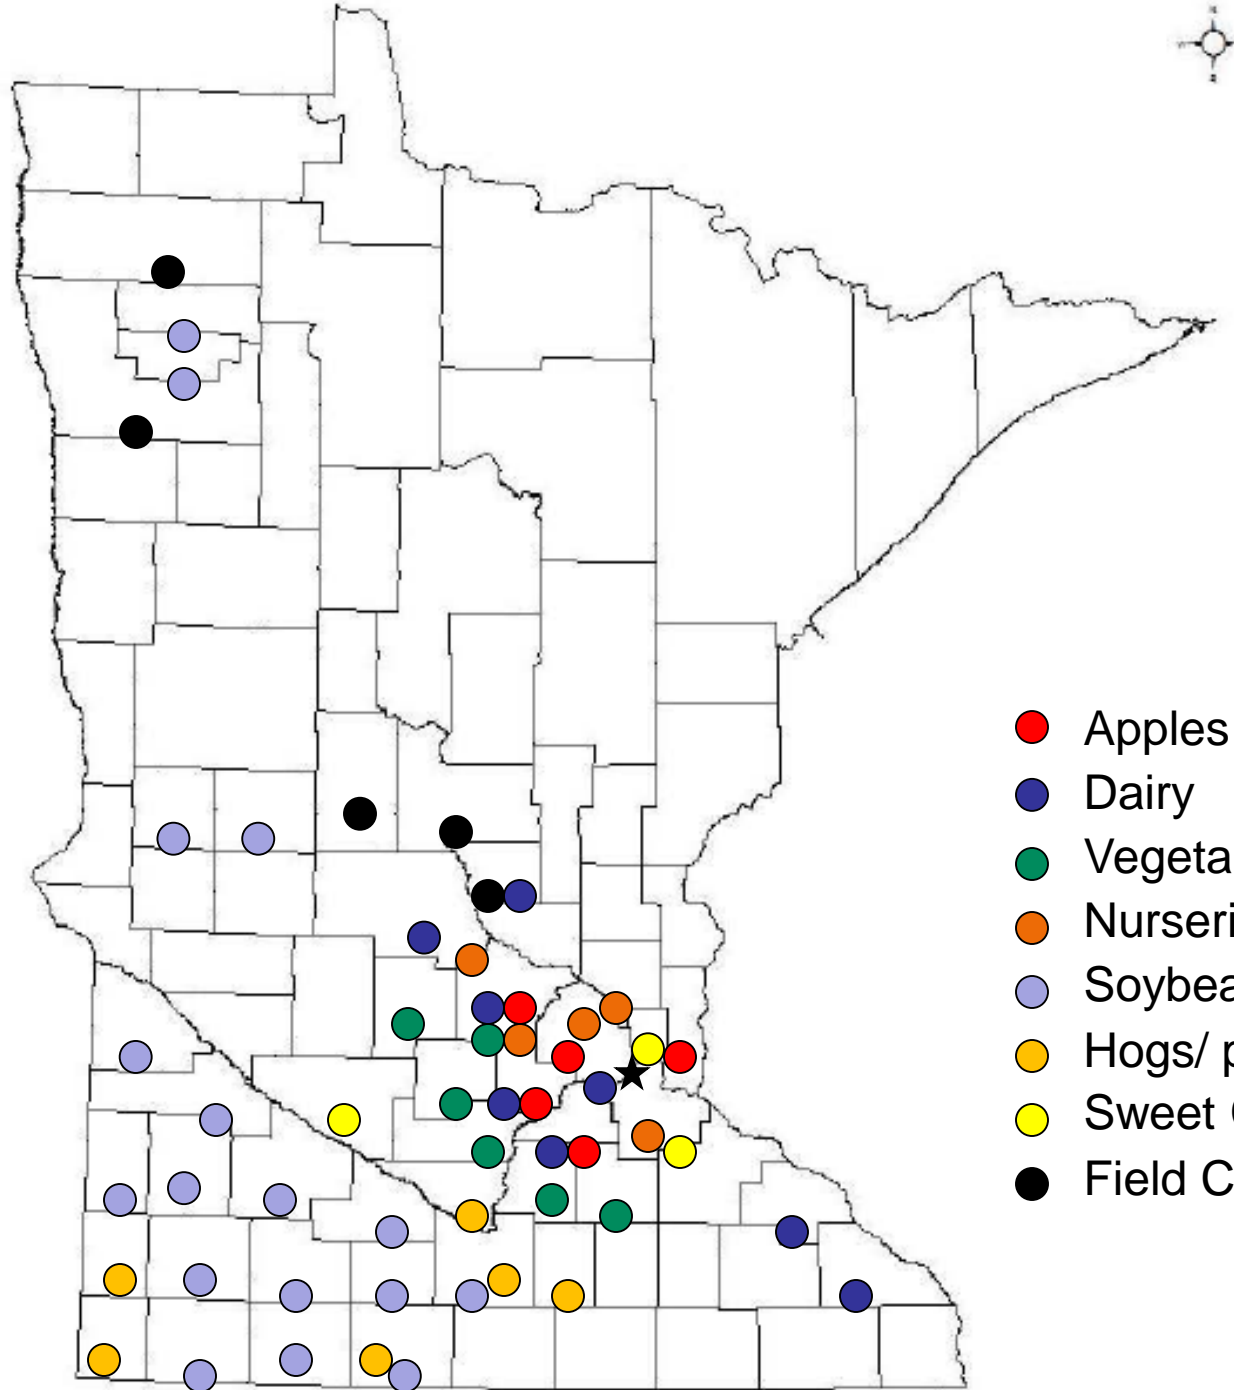 Apples
Dairy
Vegeta
Nurseri
Soybea
Hogs/ p
Sweet
Field C